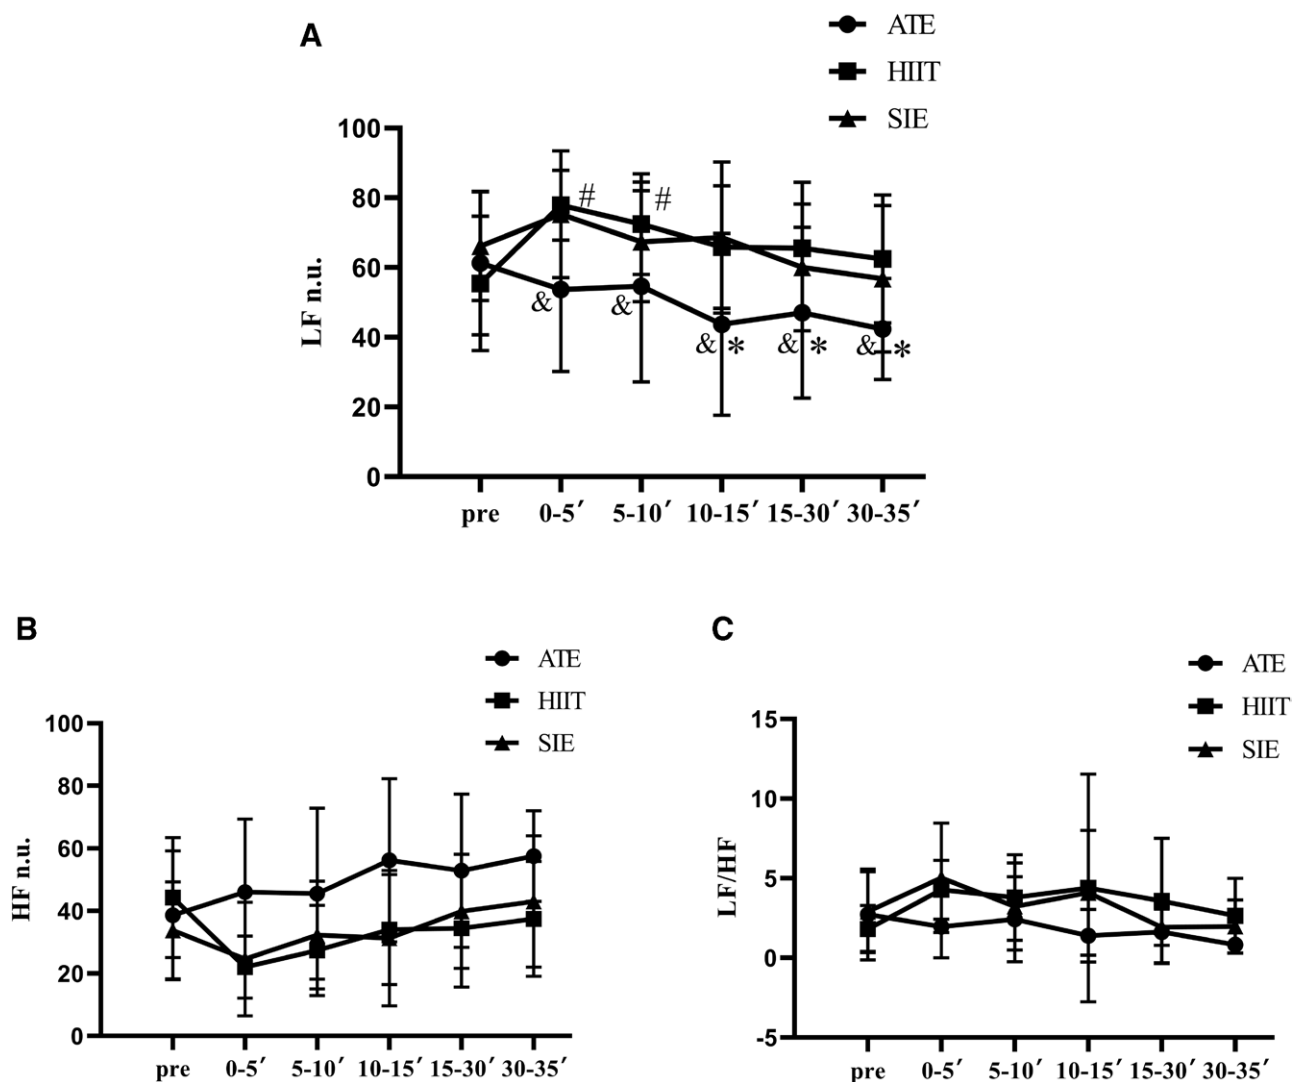 A
ATE
HIIT
SIE
100
80
60
40
20
0
LF n.u.
#
#
&
&
& *
& *
& *
pre 0-5′ 5-10′ 10-15′ 15-30′ 30-35′
B
ATE
HIIT
SIE
100
80
60
40
20
0
HF n.u.
pre 0-5′ 5-10′ 10-15′ 15-30′ 30-35′
C
ATE
HIIT
SIE
15
10
5
0
-5
LF/HF
pre 0-5′ 5-10′ 10-15′ 15-30′ 30-35′